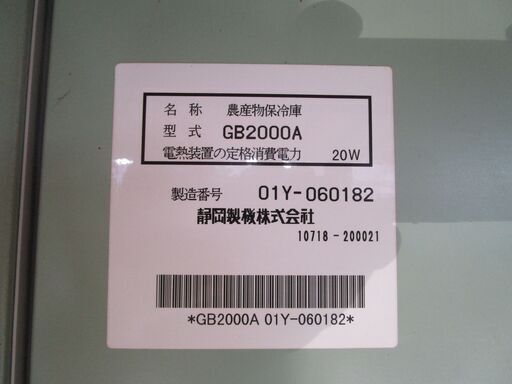 名 称 農産物保冷庫
型 式 GB2000A
電熱装置の定格消費電力 20W
製造番号 01Y-060182
静岡製機株式会社
10718-200021
*GB2000A 01Y-060182*